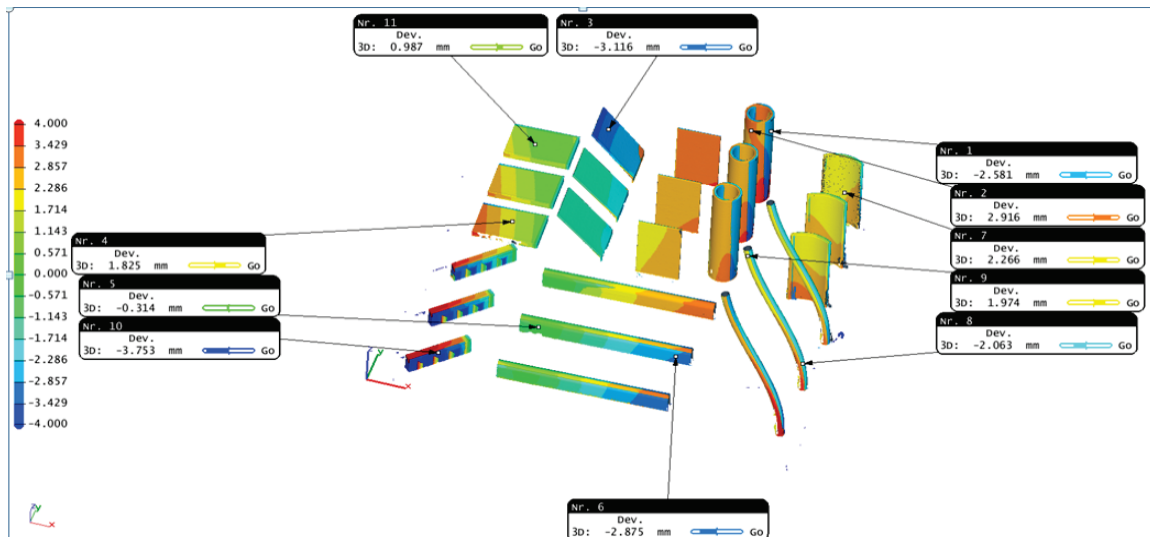 Nr. 11
Dev.
3D: 0.987 mm Go
Nr. 3
Dev.
3D: -3.116 mm Go
4.000
3.429
2.857
2.286
1.714
1.143
0.571
0.000
-0.571
-1.143
-1.714
-2.286
-2.857
-3.429
-4.000
Nr. 1
Dev.
3D: -2.581 mm Go
Nr. 2
Dev.
3D: 2.916 mm Go
Nr. 7
Dev.
3D: 2.266 mm Go
Nr. 9
Dev.
3D: 1.974 mm Go
Nr. 8
Dev.
3D: -2.063 mm Go
Nr. 4
Dev.
3D: 1.825 mm Go
Nr. 5
Dev.
3D: -0.314 mm Go
Nr. 10
Dev.
3D: -3.753 mm Go
y
x
Nr. 6
Dev.
3D: -2.875 mm Go
y
x